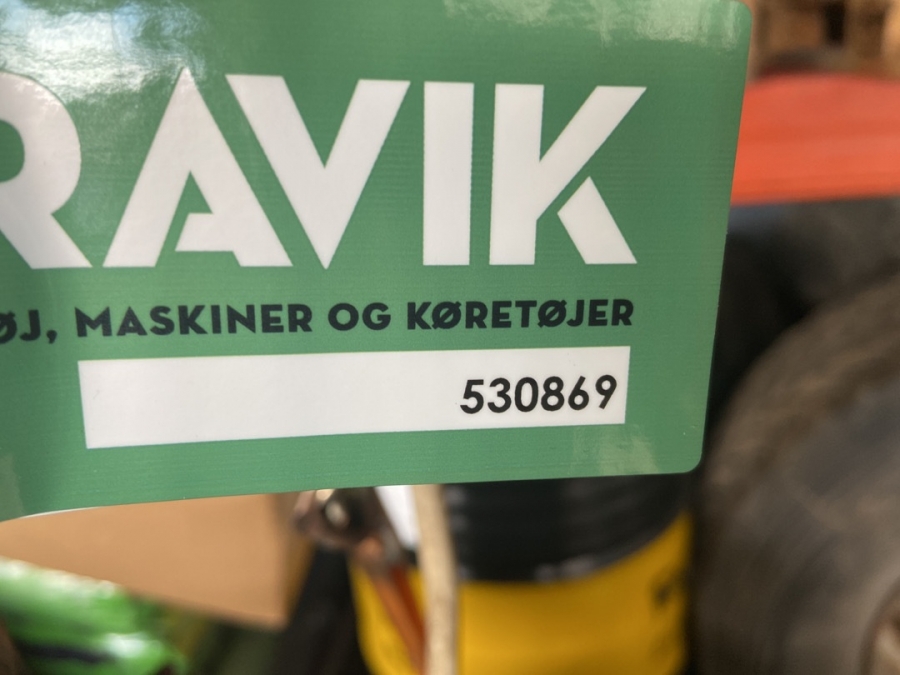 RAVIK
ØJ, MASKINER OG KØRETØJER
530869